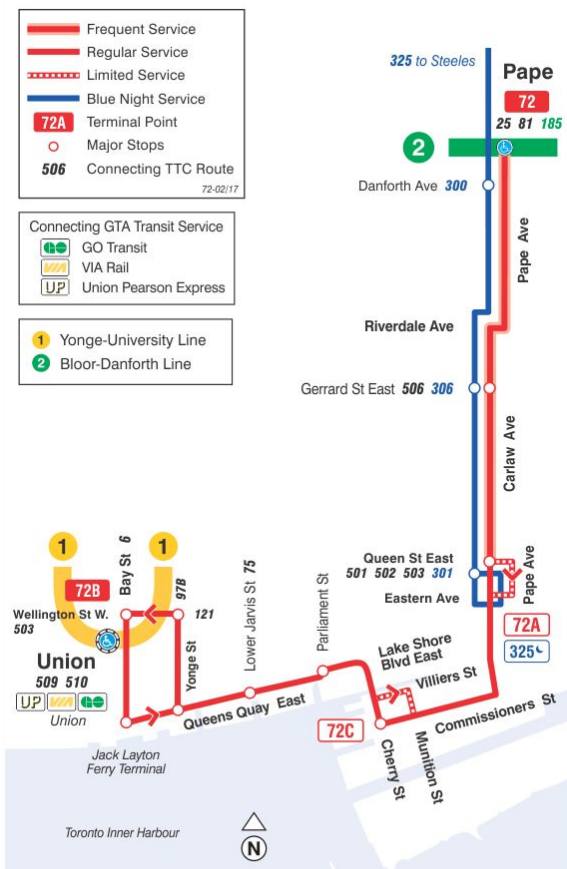 Frequent Service
Regular Service
Limited Service
Blue Night Service
72A Terminal Point
Major Stops
506 Connecting TTC Route
72-02/17
Connecting GTA Transit Service
GO Transit
VIA VIA Rail
UP Union Pearson Express
1 Yonge-University Line
2 Bloor-Danforth Line
325 to Steeles
Pape
72
25 81 185
2
Danforth Ave 300
Pape Ave
Riverdale Ave
Gerrard St East 506 306
Carlaw Ave
Queen St East
501 502 503 301
Eastern Ave
Pape Ave
72A
325
1
1
72B
Bay St 6
97B
Wellington St W.
503
121
Yonge St
Lower Jarvis St 75
Parliament St
Union
509 510
UP VIA
Union
Queens Quay East
Lake Shore
Blvd East
Villiers St
Commissioners St
72C
Cherry St
Munition St
Jack Layton
Ferry Terminal
Toronto Inner Harbour
N